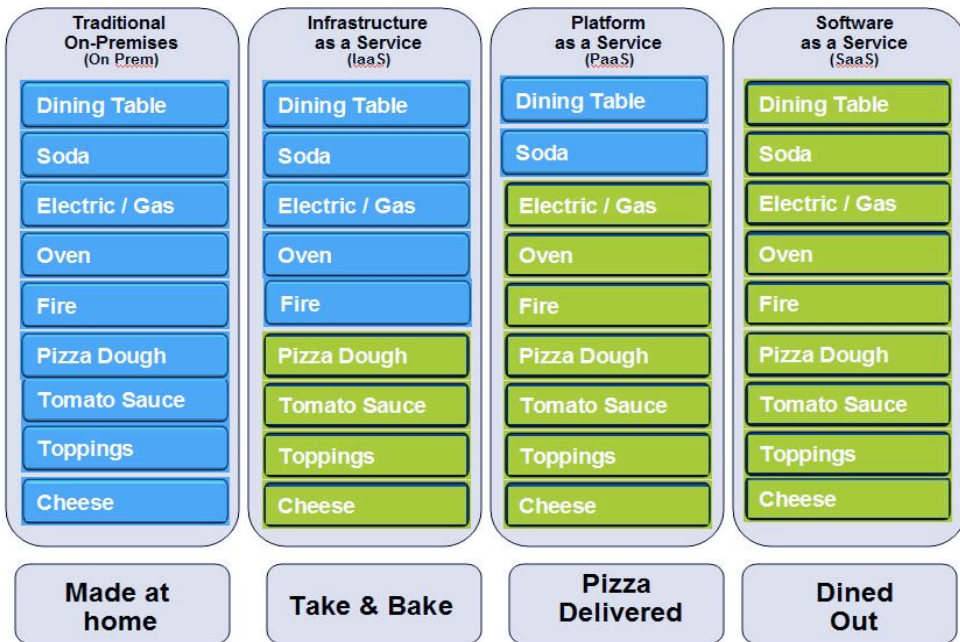 Traditional
On-Premises
(On Prem)
Dining Table
Soda
Electric / Gas
Oven
Fire
Pizza Dough
Tomato Sauce
Toppings
Cheese
Made at
home
Infrastructure
as a Service
(IaaS)
Dining Table
Soda
Electric / Gas
Oven
Fire
Pizza Dough
Tomato Sauce
Toppings
Cheese
Take & Bake
Platform
as a Service
(PaaS)
Dining Table
Soda
Electric / Gas
Oven
Fire
Pizza Dough
Tomato Sauce
Toppings
Cheese
Pizza
Delivered
Software
as a Service
(SaaS)
Dining Table
Soda
Electric / Gas
Oven
Fire
Pizza Dough
Tomato Sauce
Toppings
Cheese
Dined
Out